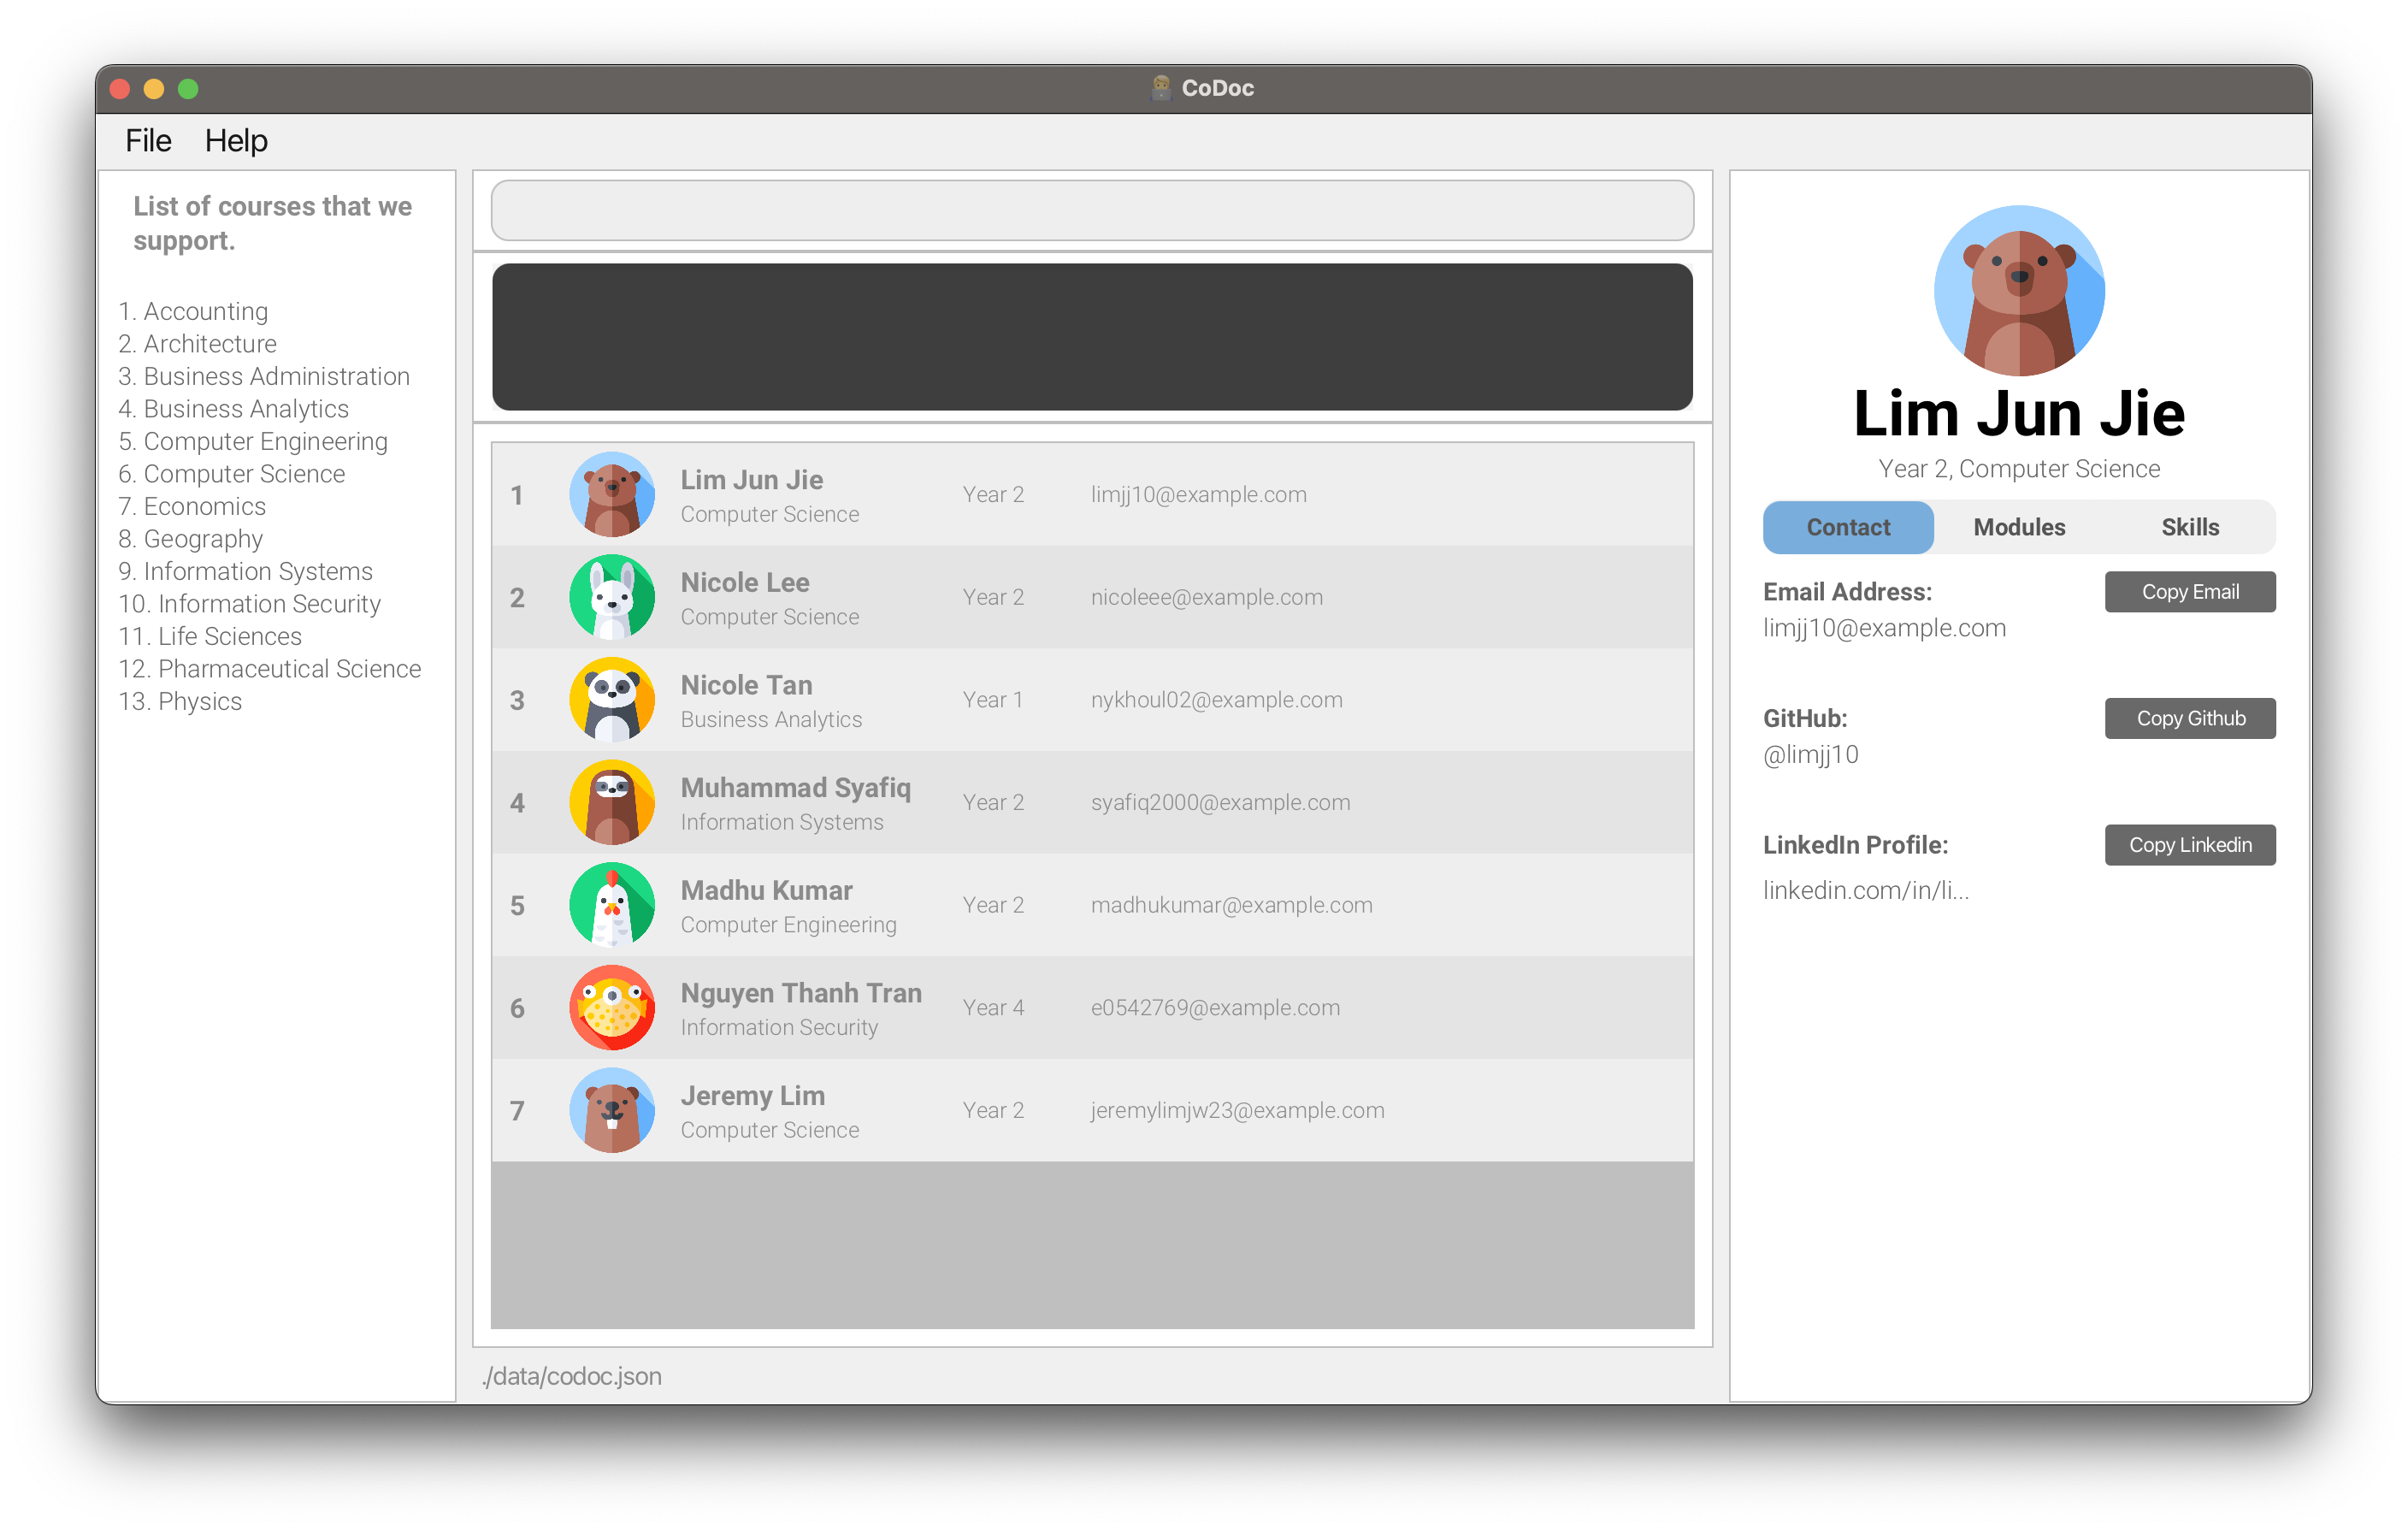 CoDoc
File Help
List of courses that we
support.
1. Accounting
2. Architecture
3. Business Administration
4. Business Analytics
5. Computer Engineering
6. Computer Science
7. Economics
8. Geography
9. Information Systems
10. Information Security
11. Life Sciences
12. Pharmaceutical Science
13. Physics
1 Lim Jun Jie Year 2 limjj10@example.com
Computer Science
2 Nicole Lee Year 2 nicoleee@example.com
Computer Science
3 Nicole Tan Year 1 nykhoul02@example.com
Business Analytics
4 Muhammad Syafiq Year 2 syafiq2000@example.com
Information Systems
5 Madhu Kumar Year 2 madhukumar@example.com
Computer Engineering
6 Nguyen Thanh Tran Year 4 e0542769@example.com
Information Security
7 Jeremy Lim Year 2 jeremylimjw23@example.com
Computer Science
./data/codoc.json
Lim Jun Jie
Year 2, Computer Science
Contact Modules Skills
Email Address: Copy Email
limjj10@example.com
GitHub: Copy Github
@limjj10
LinkedIn Profile: Copy Linkedin
linkedin.com/in/li...